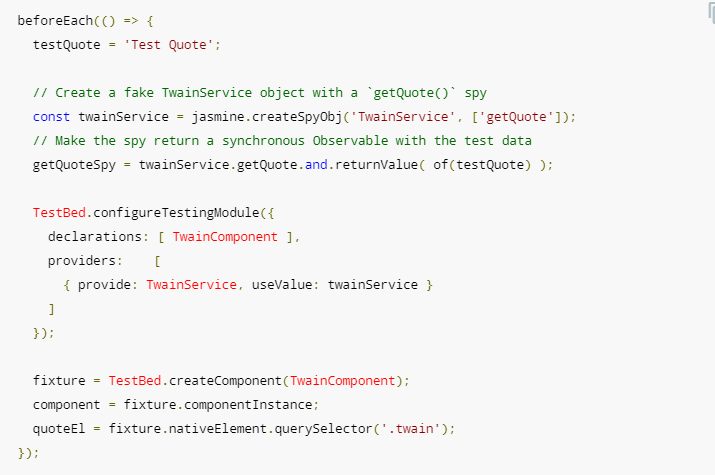 beforeEach(() => {
  testQuote = 'Test Quote';

  // Create a fake TwainService object with a `getQuote()` spy
  const twainService = jasmine.createSpyObj('TwainService', ['getQuote']);
  // Make the spy return a synchronous Observable with the test data
  getQuoteSpy = twainService.getQuote.and.returnValue( of(testQuote) );

  TestBed.configureTestingModule({
    declarations: [ TwainComponent ],
    providers:    [
      { provide: TwainService, useValue: twainService }
    ]
  });

  fixture = TestBed.createComponent(TwainComponent);
  component = fixture.componentInstance;
  quoteEl = fixture.nativeElement.querySelector('.twain');
});